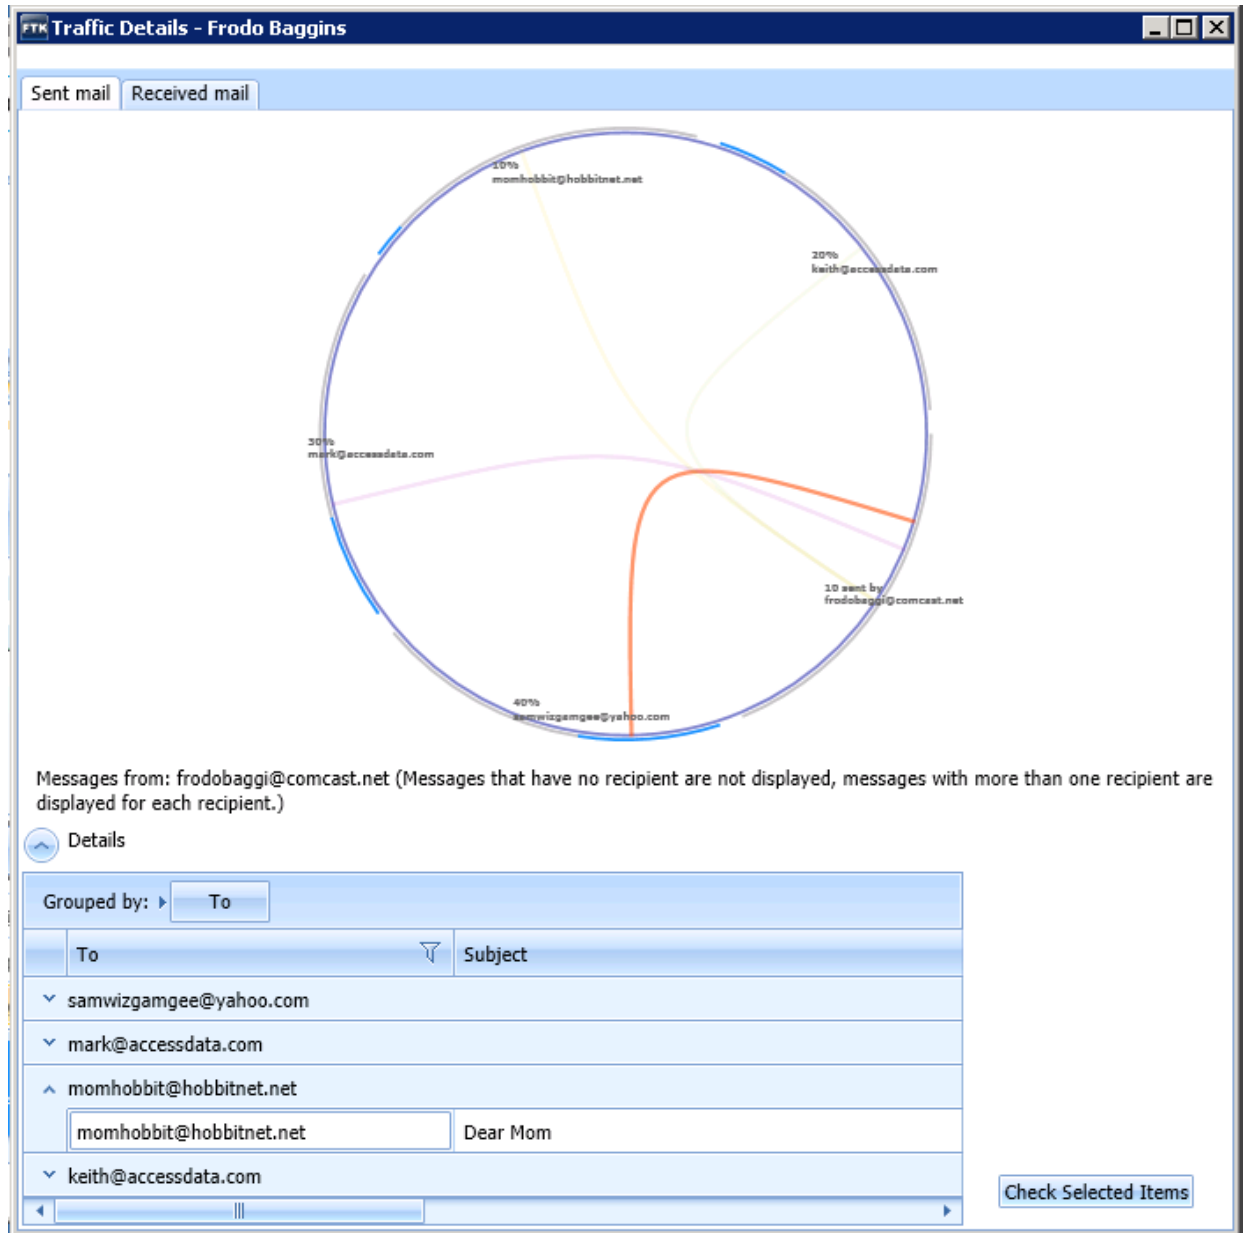 FTK Traffic Details - Frodo Baggins
Sent mail Received mail
10%
momhobbit@hobbitnet.net
20%
keith@accessdata.com
30%
mark@accessdata.com
10 sent by
frodobaggi@comcast.net
40%
samwizgamgee@yahoo.com
Messages from: frodobaggi@comcast.net (Messages that have no recipient are not displayed, messages with more than one recipient are
displayed for each recipient.)
Details
Grouped by: To
To Subject
samwizgamgee@yahoo.com
mark@accessdata.com
momhobbit@hobbitnet.net
momhobbit@hobbitnet.net Dear Mom
keith@accessdata.com
Check Selected Items